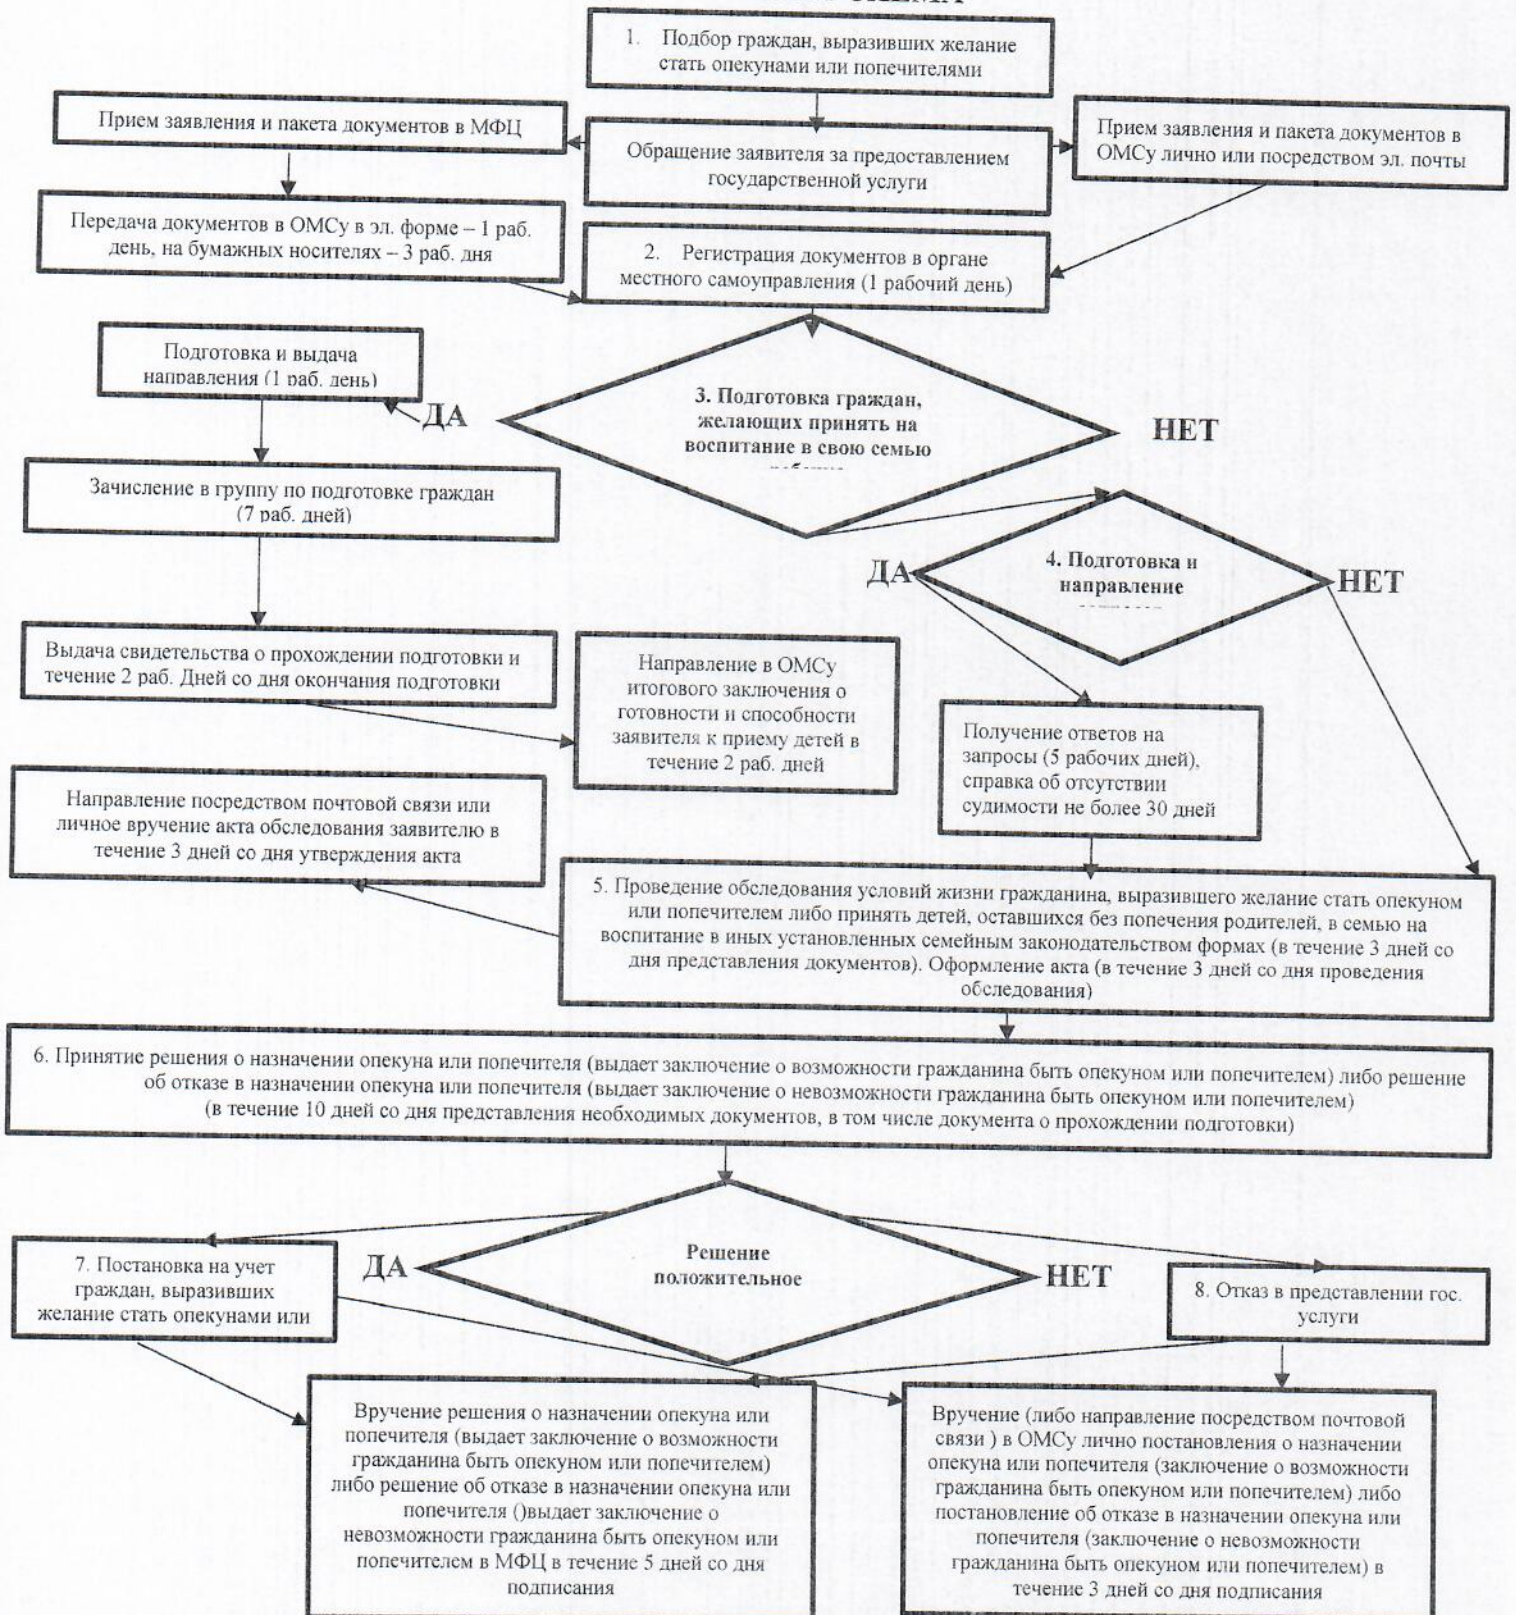 1. Подбор граждан, выразивших желание
стать опекунами или попечителями
Прием заявления и пакета документов в МФЦ
Обращение заявителя за предоставлением
государственной услуги
Прием заявления и пакета документов в
ОМСу лично или посредством эл. почты
Передача документов в ОМСу в эл. форме – 1 раб.
день, на бумажных носителях – 3 раб. дня
2. Регистрация документов в органе
местного самоуправления (1 рабочий день)
Подготовка и выдача
направления (1 раб. день)
ДА
3. Подготовка граждан,
желающих принять на
воспитание в свою семью
НЕТ
Зачисление в группу по подготовке граждан
(7 раб. дней)
ДА
4. Подготовка и
направление
НЕТ
Выдача свидетельства о прохождении подготовки и
течение 2 раб. Дней со дня окончания подготовки
Направление в ОМСу
итогового заключения о
готовности и способности
заявителя к приему детей в
течение 2 раб. дней
Получение ответов на
запросы (5 рабочих дней),
справка об отсутствии
судимости не более 30 дней
Направление посредством почтовой связи или
личное вручение акта обследования заявителю в
течение 3 дней со дня утверждения акта
5. Проведение обследования условий жизни гражданина, выразившего желание стать опекуном
или попечителем либо принять детей, оставшихся без попечения родителей, в семью на
воспитание в иных установленных семейным законодательством формах (в течение 3 дней со
дня представления документов). Оформление акта (в течение 3 дней со дня проведения
обследования)
6. Принятие решения о назначении опекуна или попечителя (выдает заключение о возможности гражданина быть опекуном или попечителем) либо решение
об отказе в назначении опекуна или попечителя (выдает заключение о невозможности гражданина быть опекуном или попечителем)
(в течение 10 дней со дня представления необходимых документов, в том числе документа о прохождении подготовки)
7. Постановка на учет
граждан, выразивших
желание стать опекунами или
ДА
Решение
положительное
НЕТ
8. Отказ в представлении гос.
услуги
Вручение решения о назначении опекуна или
попечителя (выдает заключение о возможности
гражданина быть опекуном или попечителем)
либо решение об отказе в назначении опекуна или
попечителя ()выдает заключение о
невозможности гражданина быть опекуном или
попечителем в МФЦ в течение 5 дней со дня
подписания
Вручение (либо направление посредством почтовой
связи ) в ОМСу лично постановления о назначении
опекуна или попечителя (заключение о возможности
гражданина быть опекуном или попечителем) либо
постановление об отказе в назначении опекуна или
попечителя (заключение о невозможности
гражданина быть опекуном или попечителем) в
течение 3 дней со дня подписания